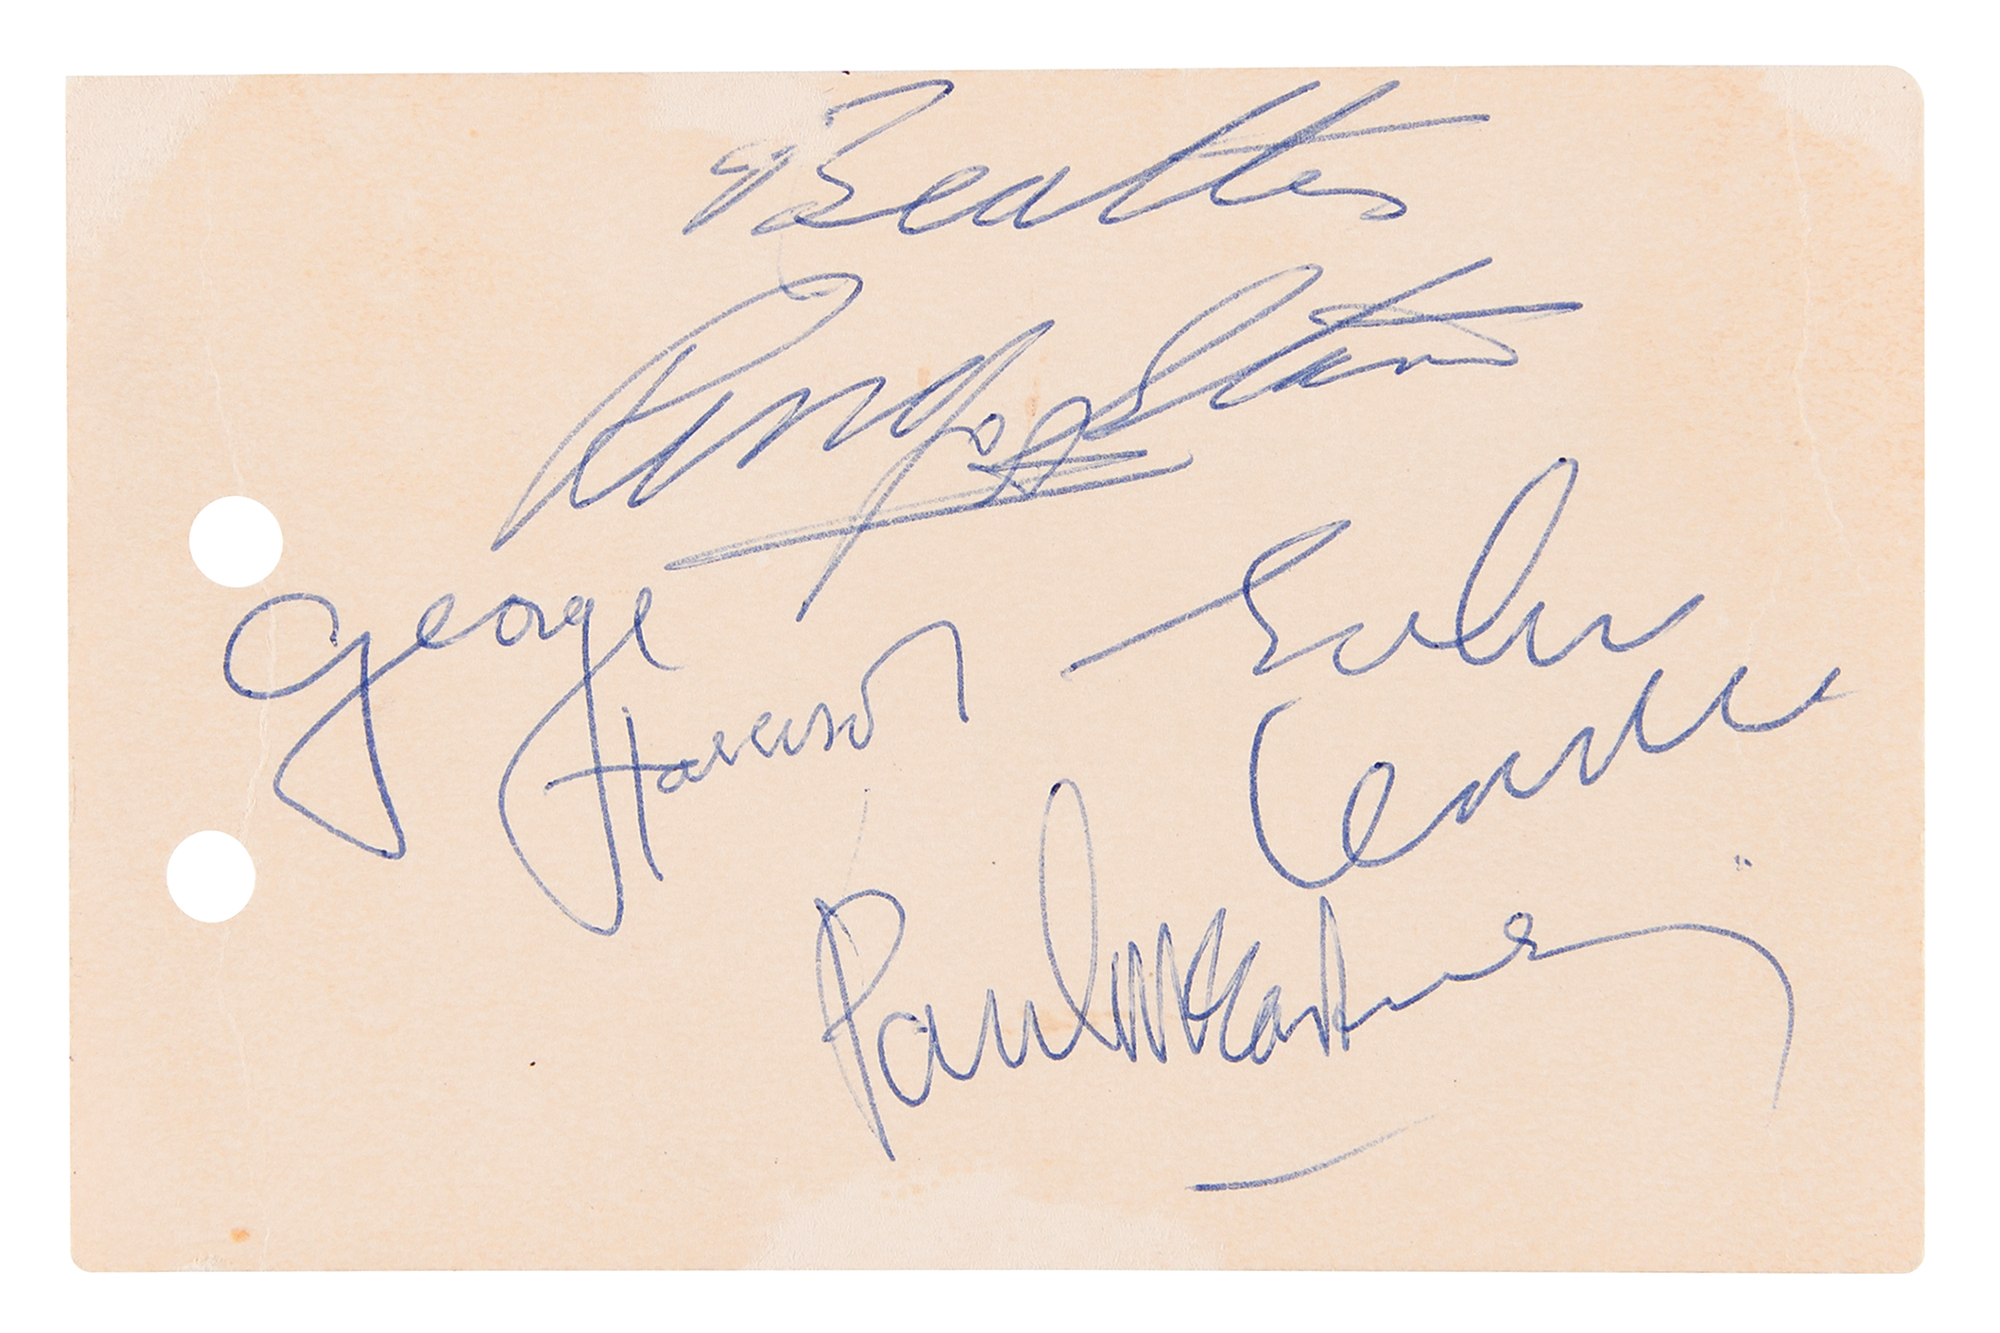 Beatles
Ringo Starr
George
Harrison
John
Lennon
Paul McCartney